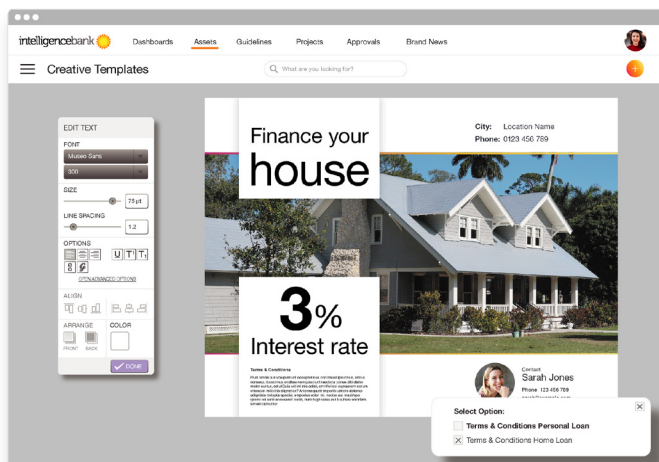 intelligencebank
Dashboards Assets Guidelines Projects Approvals Brand News
Creative Templates
What are you looking for?
EDIT TEXT
FONT
Museo Sans
300
SIZE
75 pt
LINE SPACING
1.2
OPTIONS
U T T
OPEN ADVANCED OPTIONS
ALIGN
ARRANGE COLOR
FRONT BACK
DONE
Finance your
house
City: Location Name
Phone: 0123 456 789
3%
Interest rate
Terms & Conditions
Contact
Sarah Jones
Phone 123 456 789
Select Option:
Terms & Conditions Personal Loan
Terms & Conditions Home Loan